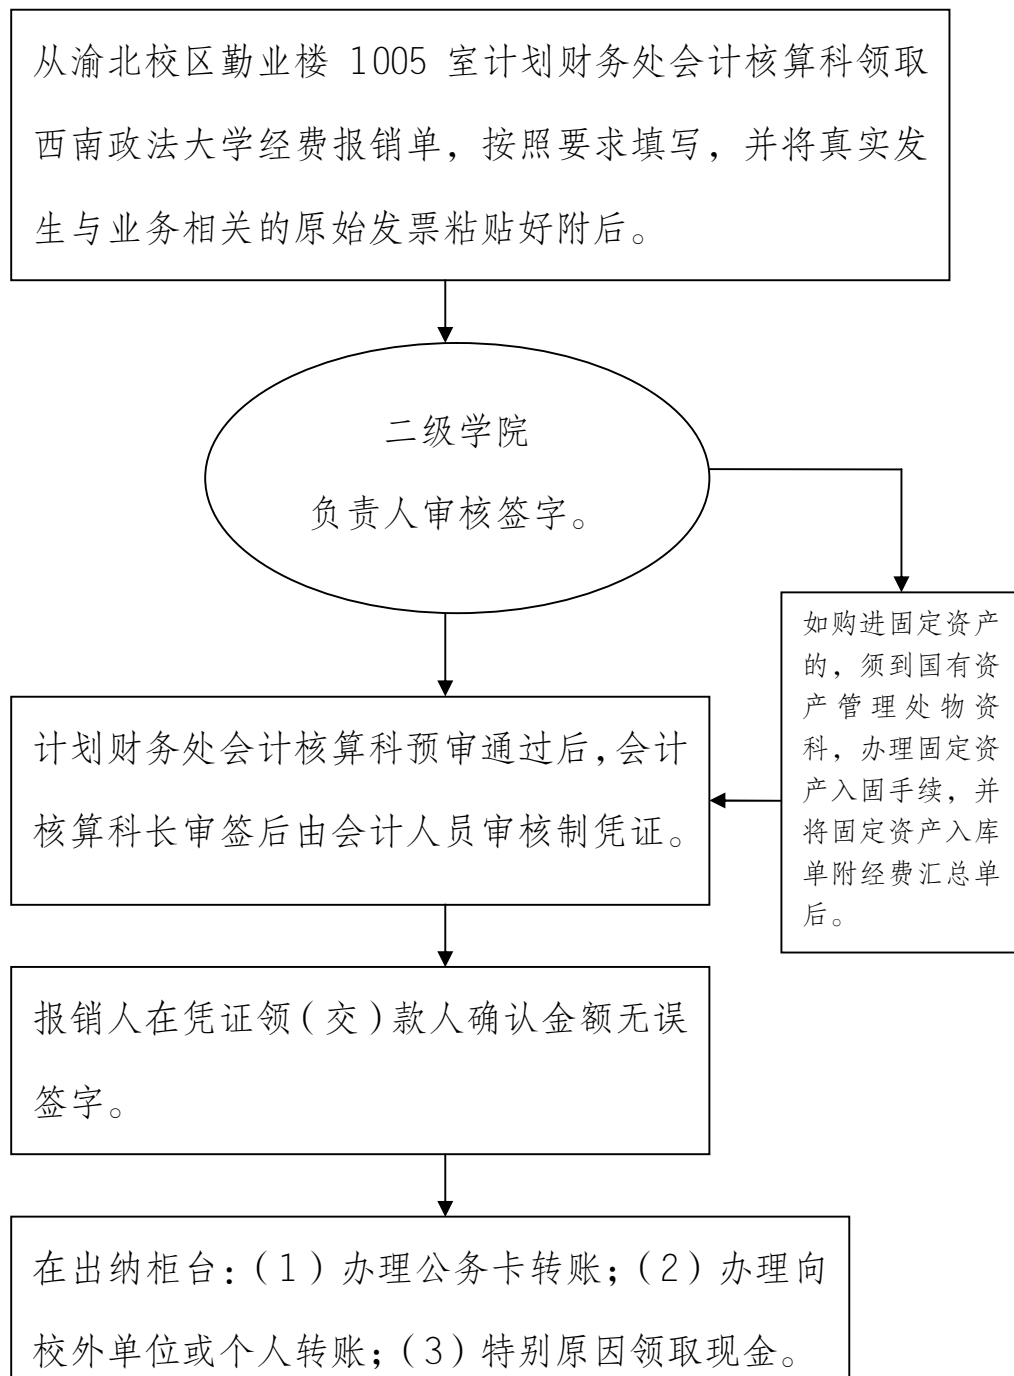 从渝北校区勤业楼 1005 室计划财务处会计核算科领取
西南政法大学经费报销单，按照要求填写，并将真实发
生与业务相关的原始发票粘贴好附后。
二级学院
负责人审核签字。
如购进固定资产
的，须到国有资
产管理处物资
科，办理固定资
产入固手续，并
将固定资产入库
单附经费汇总单
后。
计划财务处会计核算科预审通过后，会计
核算科长审签后由会计人员审核制凭证。
报销人在凭证领（交）款人确认金额无误
签字。
在出纳柜台：（1）办理公务卡转账；（2）办理向
校外单位或个人转账；（3）特别原因领取现金。